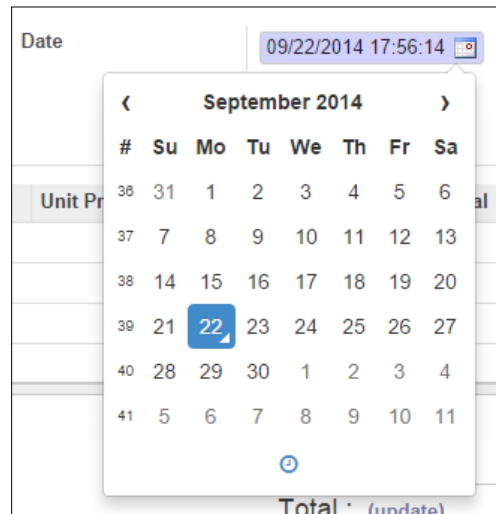 Date 09/22/2014 17:56:14
‹ September 2014 ›
# Su Mo Tu We Th Fr Sa
36 31 1 2 3 4 5 6
Unit Pr al
37 7 8 9 10 11 12 13
38 14 15 16 17 18 19 20
39 21 22 23 24 25 26 27
40 28 29 30 1 2 3 4
41 5 6 7 8 9 10 11
Total : (update)